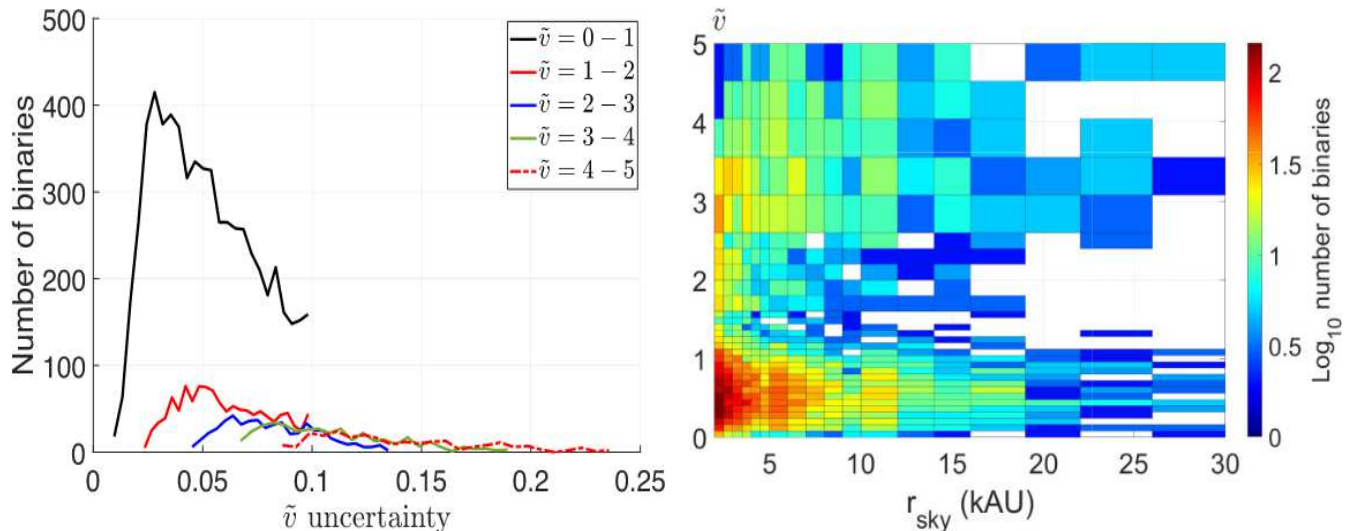 500
400
300
200
100
0
Number of binaries
0
0.05
0.1
0.15
0.2
0.25
ṽ uncertainty
ṽ = 0 − 1
ṽ = 1 − 2
ṽ = 2 − 3
ṽ = 3 − 4
ṽ = 4 − 5
ṽ
5
4
3
2
1
0
5
10
15
20
25
30
r_sky (kAU)
2
1.5
1
0.5
0
Log₁₀ number of binaries